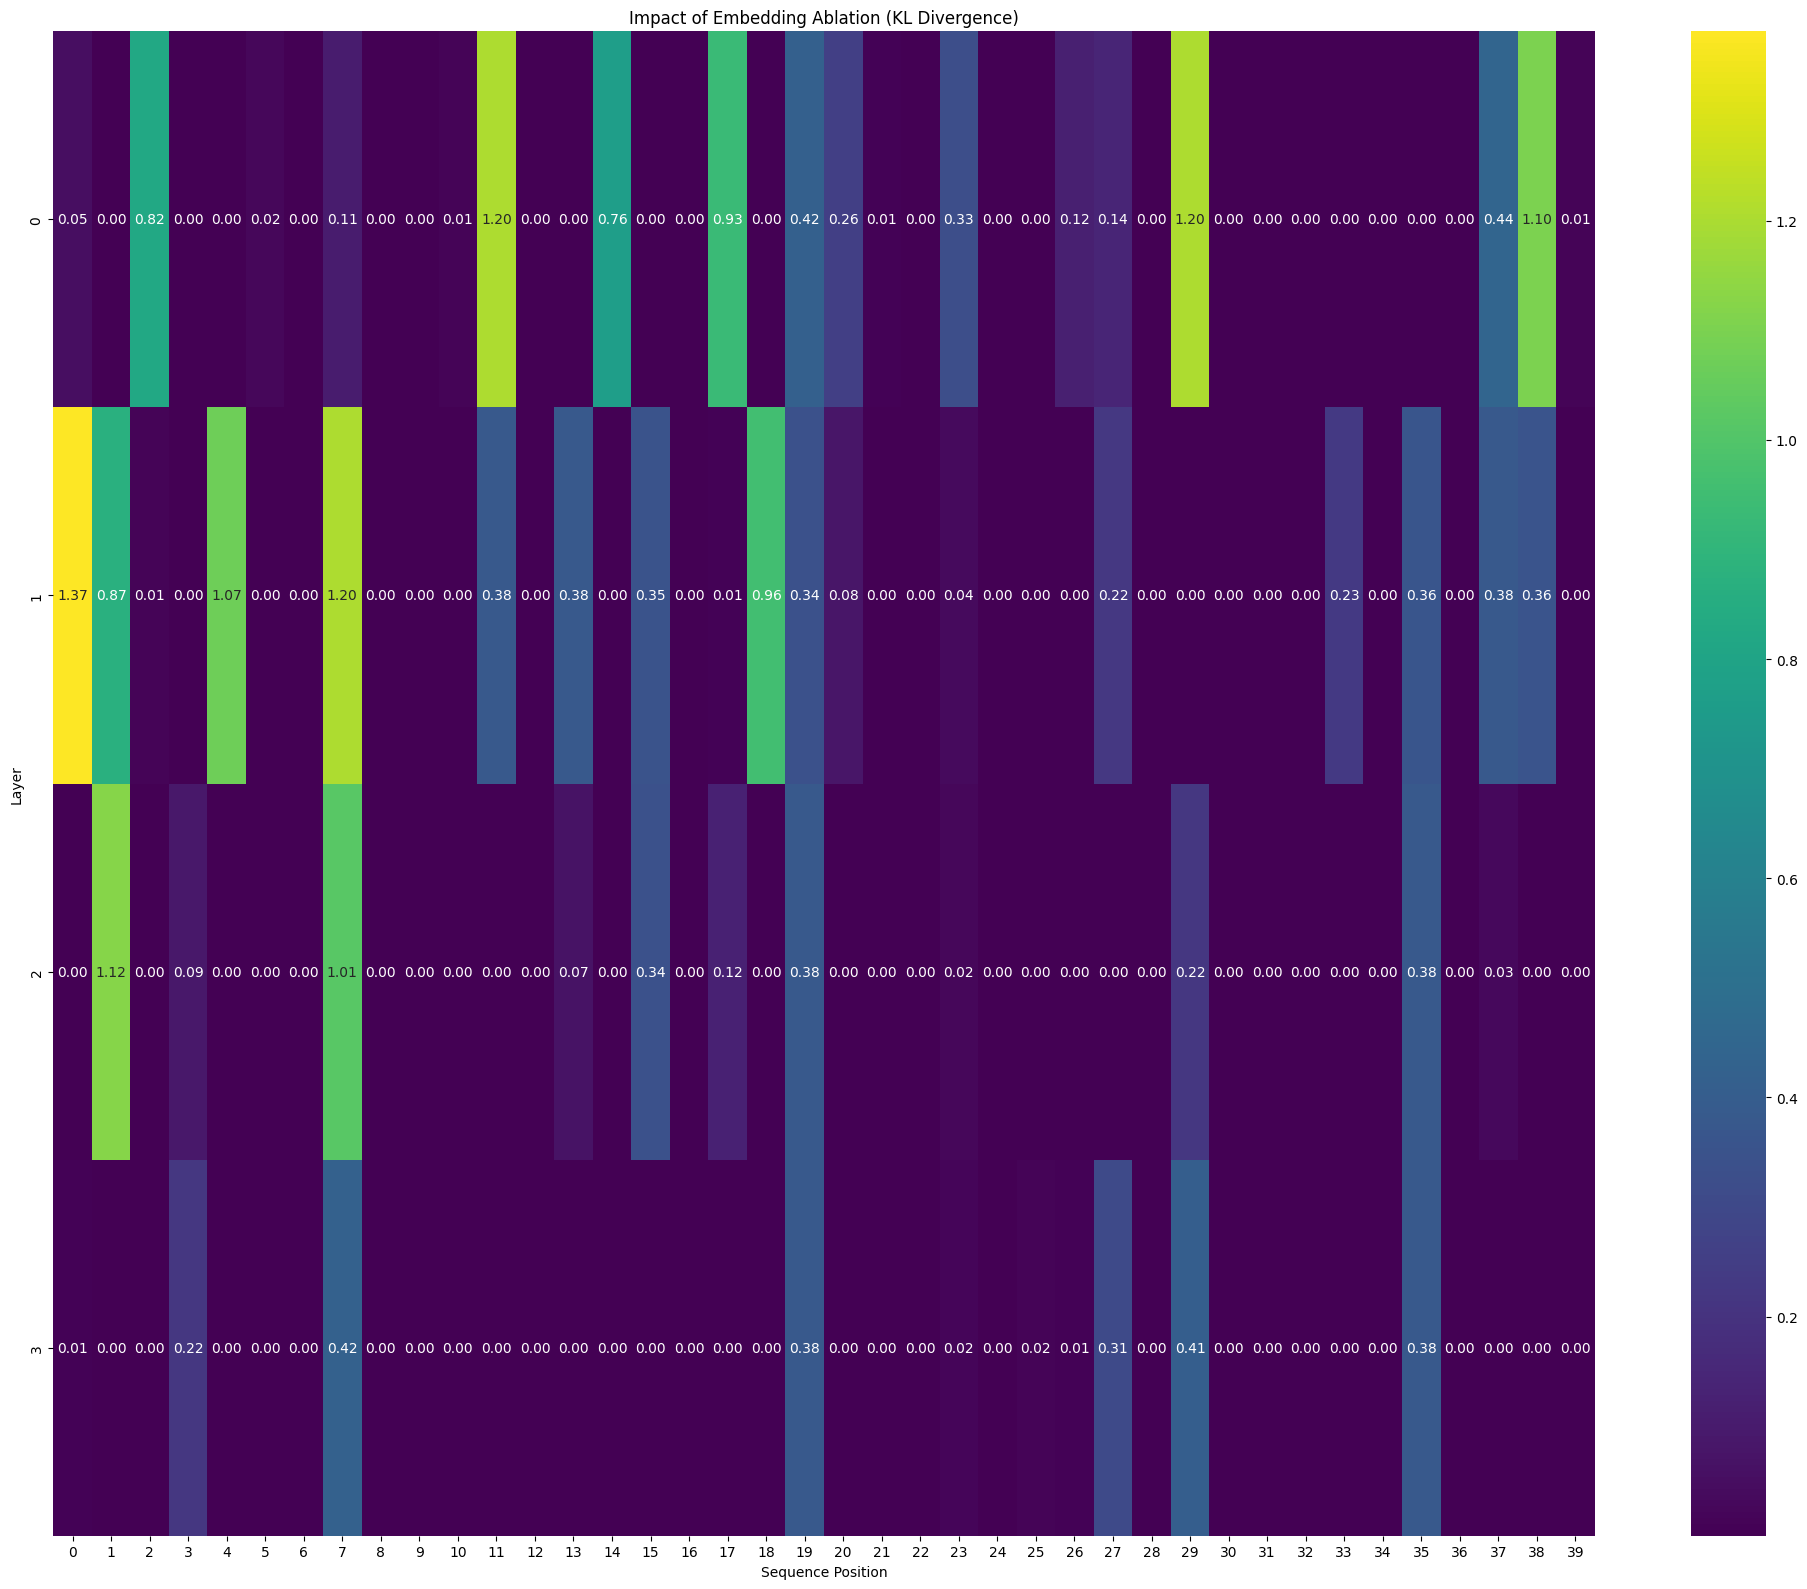 Impact of Embedding Ablation (KL Divergence)
0 0.05 0.00 0.82 0.00 0.00 0.02 0.00 0.11 0.00 0.00 0.01 1.20 0.00 0.00 0.76 0.00 0.00 0.93 0.00 0.42 0.26 0.01 0.00 0.33 0.00 0.00 0.12 0.14 0.00 1.20 0.00 0.00 0.00 0.00 0.00 0.00 0.00 0.44 1.10 0.01
1 1.37 0.87 0.01 0.00 1.07 0.00 0.00 1.20 0.00 0.00 0.00 0.38 0.00 0.38 0.00 0.35 0.00 0.01 0.96 0.34 0.08 0.00 0.00 0.04 0.00 0.00 0.00 0.22 0.00 0.00 0.00 0.00 0.00 0.23 0.00 0.36 0.00 0.38 0.36 0.00
Layer
2 0.00 1.12 0.00 0.09 0.00 0.00 0.00 1.01 0.00 0.00 0.00 0.00 0.00 0.07 0.00 0.34 0.00 0.12 0.00 0.38 0.00 0.00 0.00 0.02 0.00 0.00 0.00 0.00 0.00 0.22 0.00 0.00 0.00 0.00 0.00 0.38 0.00 0.03 0.00 0.00
3 0.01 0.00 0.00 0.22 0.00 0.00 0.00 0.42 0.00 0.00 0.00 0.00 0.00 0.00 0.00 0.00 0.00 0.00 0.00 0.38 0.00 0.00 0.00 0.02 0.00 0.02 0.01 0.31 0.00 0.41 0.00 0.00 0.00 0.00 0.00 0.38 0.00 0.00 0.00 0.00
0 1 2 3 4 5 6 7 8 9 10 11 12 13 14 15 16 17 18 19 20 21 22 23 24 25 26 27 28 29 30 31 32 33 34 35 36 37 38 39
Sequence Position
1.2
1.0
0.8
0.6
0.4
0.2